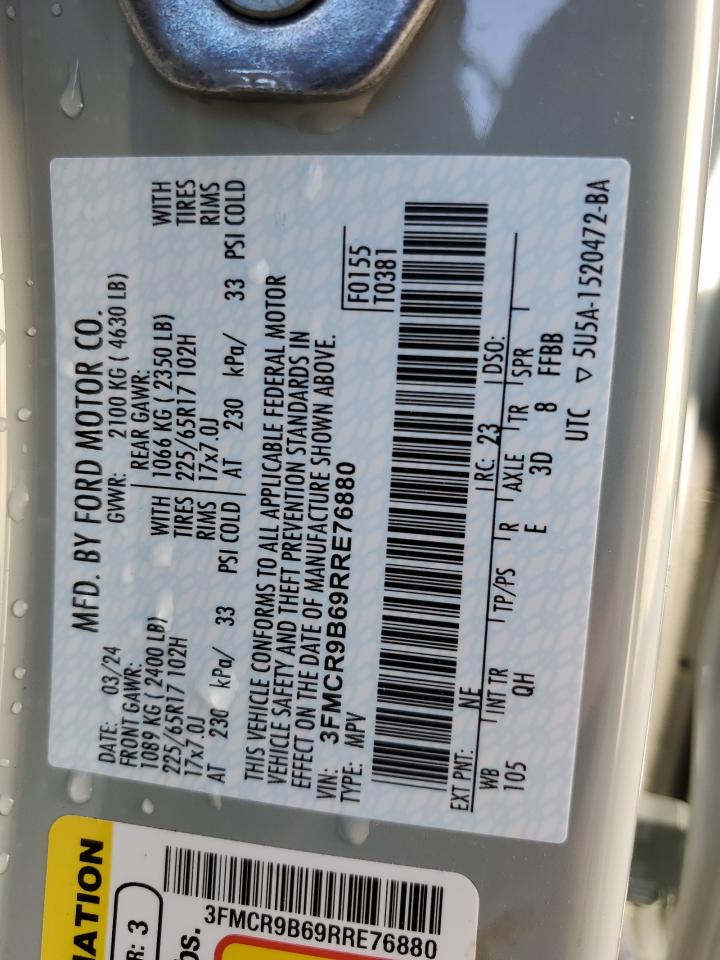 MFD. BY FORD MOTOR CO.
DATE: 03/24 GVWR: 2100 KG ( 4630 LB)
FRONT GAWR: REAR GAWR:
1089 KG ( 2400 LB) WITH 1066 KG ( 2350 LB) WITH
225/65R17 102H TIRES 225/65R17 102H TIRES
17x7.0J RIMS 17x7.0J RIMS
AT 230 kPa/ 33 PSI COLD AT 230 kPa/ 33 PSI COLD
THIS VEHICLE CONFORMS TO ALL APPLICABLE FEDERAL MOTOR
VEHICLE SAFETY AND THEFT PREVENTION STANDARDS IN
EFFECT ON THE DATE OF MANUFACTURE SHOWN ABOVE.
VIN: 3FMCR9B69RRE76880
TYPE: MPV
F0155
T0381
EXT PNT: NE RC: 23 DSO:
WB INT TR TP/PS R AXLE TR SPR
105 QH E 3D 8 FFBB
UTC ▽ 5U5A-1520472-BA
MATION
R: 3
bs.
3FMCR9B69RRE76880